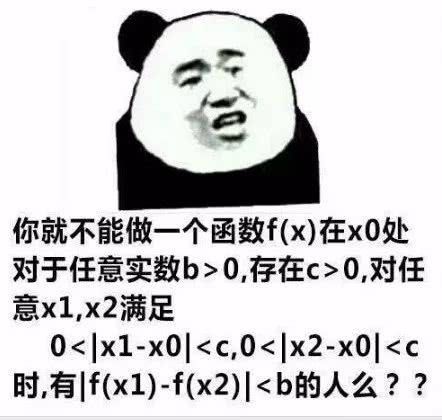 你就不能做一个函数f(x)在x0处
对于任意实数b>0,存在c>0,对任
意x1,x2满足
0<|x1-x0|<c,0<|x2-x0|<c
时,有|f(x1)-f(x2)|<b的人么？？